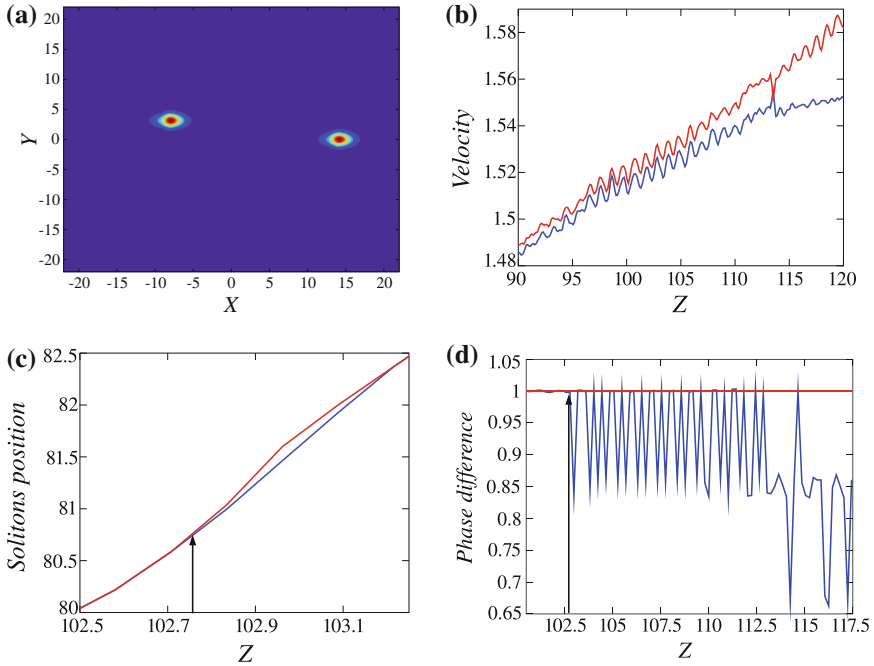 (a)
20
15
10
5
0
-5
-10
-15
-20
Y
-20 -15 -10 -5 0 5 10 15 20
X
(b)
1.58
1.56
1.54
1.52
1.5
1.48
Velocity
90 95 100 105 110 115 120
Z
(c)
82.5
82
81.5
81
80.5
80
Solitons position
102.5 102.7 102.9 103.1
Z
(d)
1.05
1
0.95
0.9
0.85
0.8
0.75
0.7
0.65
Phase difference
102.5 105 107.5 110 112.5 115 117.5
Z